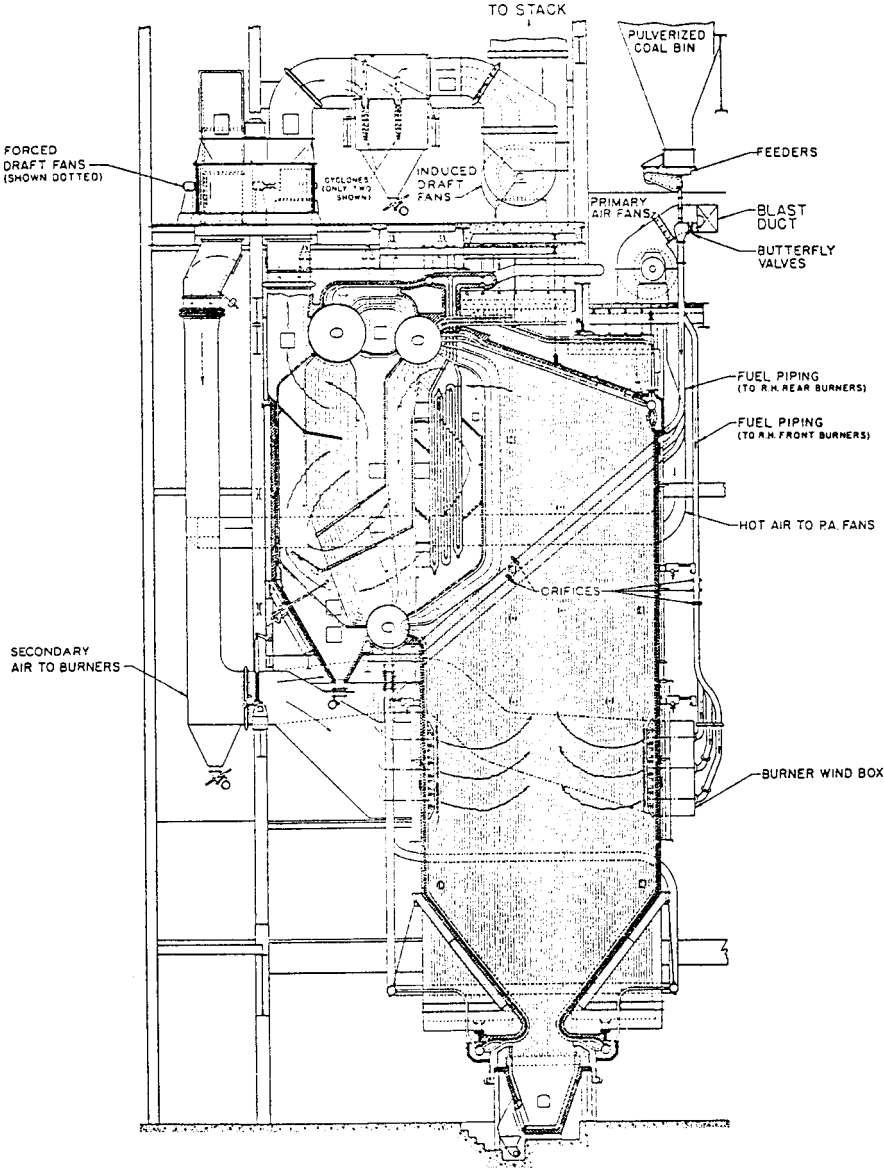 TO STACK
PULVERIZED
COAL BIN
FORCED
DRAFT FANS
(SHOWN DOTTED)
CYCLONES
(ONLY TWO
SHOWN)
INDUCED
DRAFT
FANS
FEEDERS
PRIMARY
AIR FANS
BLAST
DUCT
BUTTERFLY
VALVES
FUEL PIPING
(TO R.H. REAR BURNERS)
FUEL PIPING
(TO R.H. FRONT BURNERS)
HOT AIR TO P.A. FANS
ORIFICES
SECONDARY
AIR TO BURNERS
BURNER WIND BOX